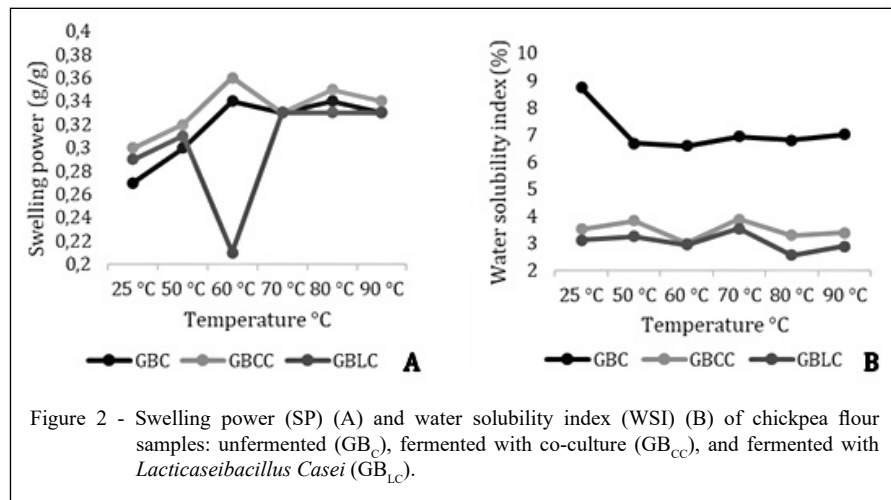 0,4
0,38
0,36
0,34
0,32
0,3
0,28
0,26
0,24
0,22
0,2
Swelling power (g/g)
25 °C 50 °C 60 °C 70 °C 80 °C 90 °C
Temperature °C
GBC GBCC GBLC A
10
9
8
7
6
5
4
3
2
Water solubility index (%)
25 °C 50 °C 60 °C 70 °C 80 °C 90 °C
Temperature °C
GBC GBCC GBLC B
Figure 2 - Swelling power (SP) (A) and water solubility index (WSI) (B) of chickpea flour
samples: unfermented (GBC), fermented with co-culture (GBCC), and fermented with
Lacticaseibacillus Casei (GBLC).